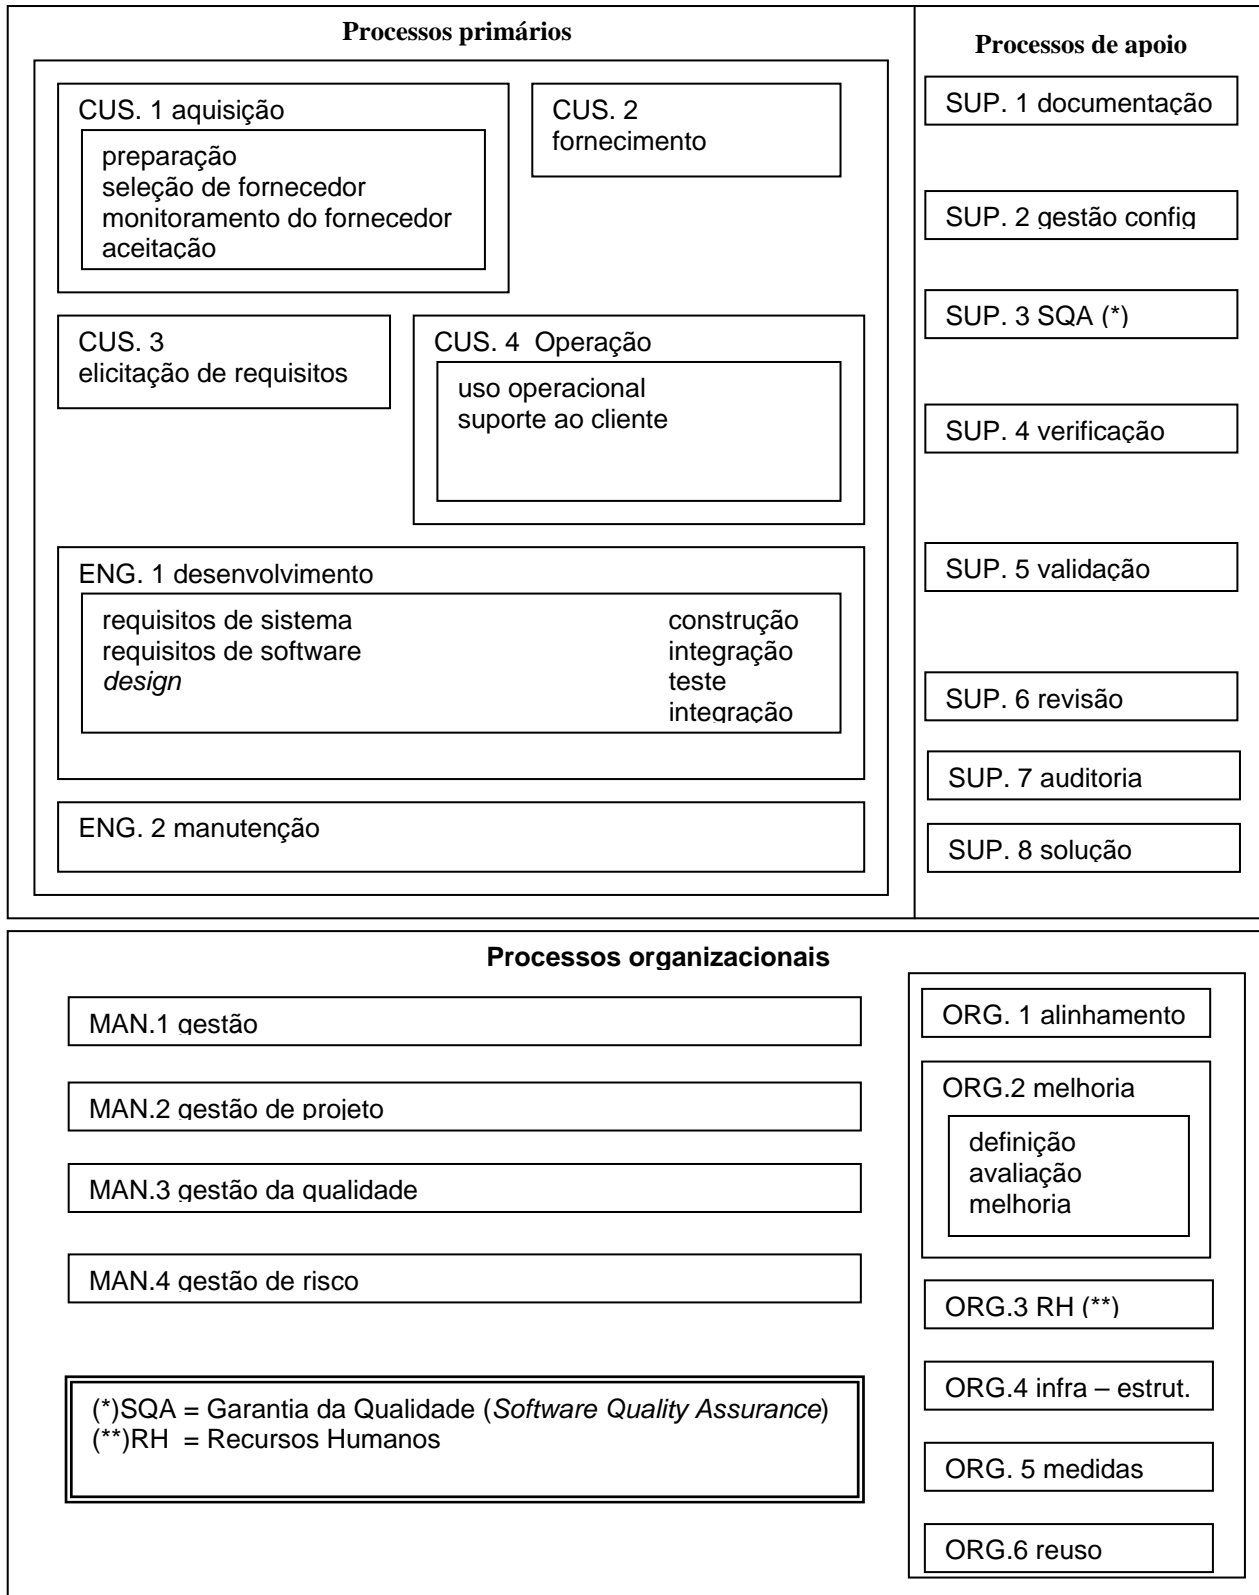 Processos primários
CUS. 1 aquisição
preparação
seleção de fornecedor
monitoramento do fornecedor
aceitação
CUS. 2
fornecimento
CUS. 3
elicitação de requisitos
CUS. 4 Operação
uso operacional
suporte ao cliente
ENG. 1 desenvolvimento
requisitos de sistema
requisitos de software
design
construção
integração
teste
integração
ENG. 2 manutenção
Processos de apoio
SUP. 1 documentação
SUP. 2 gestão config
SUP. 3 SQA (*)
SUP. 4 verificação
SUP. 5 validação
SUP. 6 revisão
SUP. 7 auditoria
SUP. 8 solução
Processos organizacionais
MAN.1 gestão
MAN.2 gestão de projeto
MAN.3 gestão da qualidade
MAN.4 gestão de risco
(*)SQA = Garantia da Qualidade (Software Quality Assurance)
(**)RH = Recursos Humanos
ORG. 1 alinhamento
ORG.2 melhoria
definição
avaliação
melhoria
ORG.3 RH (**)
ORG.4 infra – estrut.
ORG. 5 medidas
ORG.6 reuso